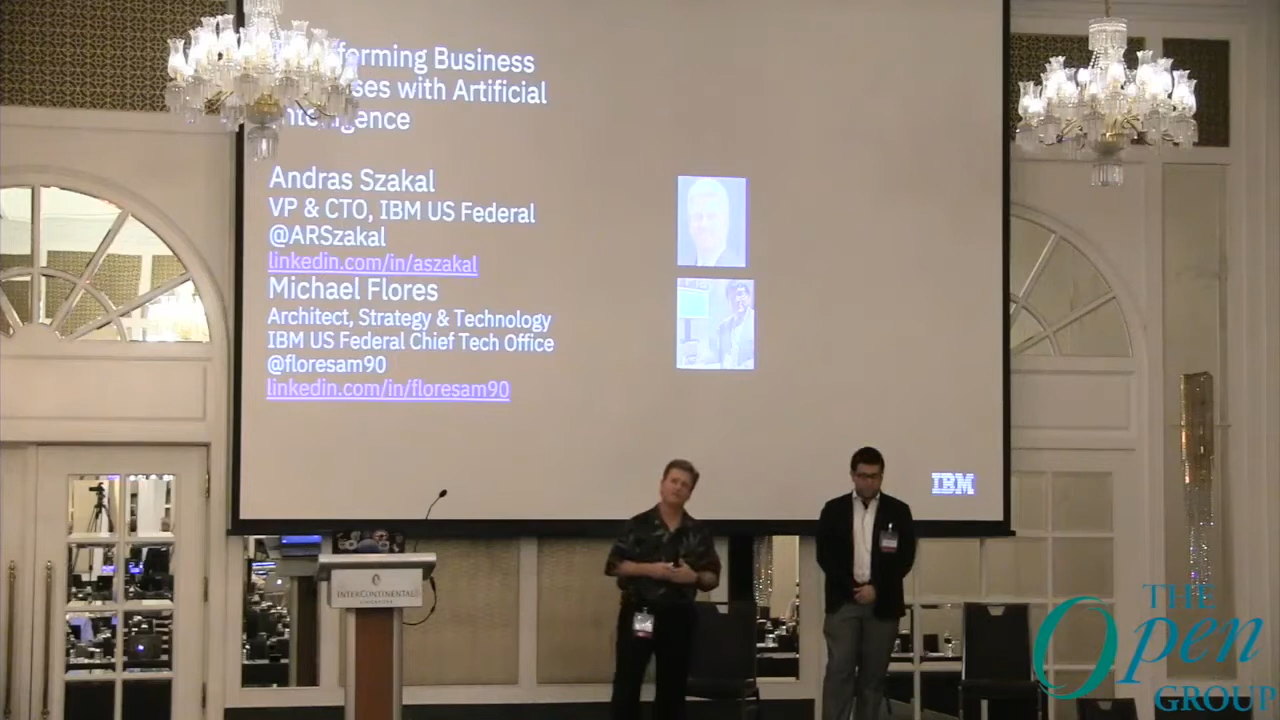 forming Business
ses with Artificial
Intelligence
Andras Szakal
VP & CTO, IBM US Federal
@ARSzakal
linkedin.com/in/aszakal
Michael Flores
Architect, Strategy & Technology
IBM US Federal Chief Tech Office
@floresam90
linkedin.com/in/floresam90
IBM
INTERCONTINENTAL
SINGAPORE
THE
Open
GROUP